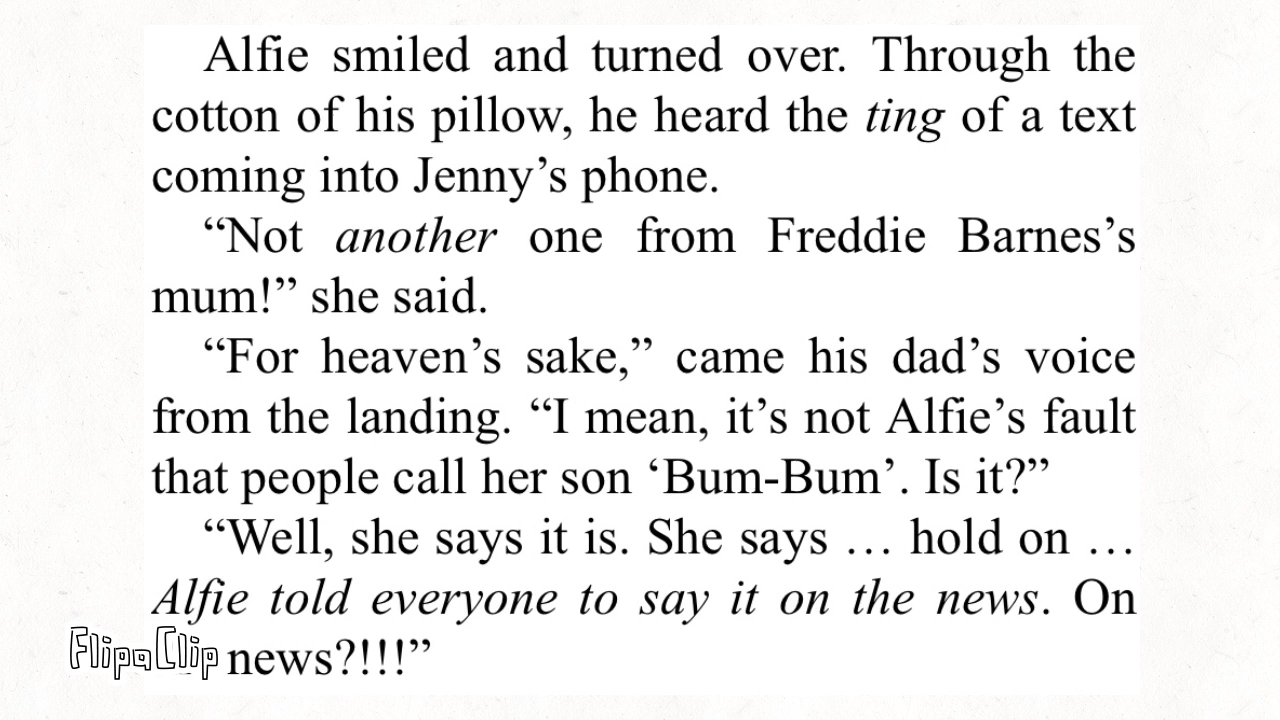 Alfie smiled and turned over. Through the
cotton of his pillow, he heard the ting of a text
coming into Jenny’s phone.
“Not another one from Freddie Barnes’s
mum!” she said.
“For heaven’s sake,” came his dad’s voice
from the landing. “I mean, it’s not Alfie’s fault
that people call her son ‘Bum-Bum’. Is it?”
“Well, she says it is. She says … hold on …
Alfie told everyone to say it on the news. On
news?!!!”
FlipaClip